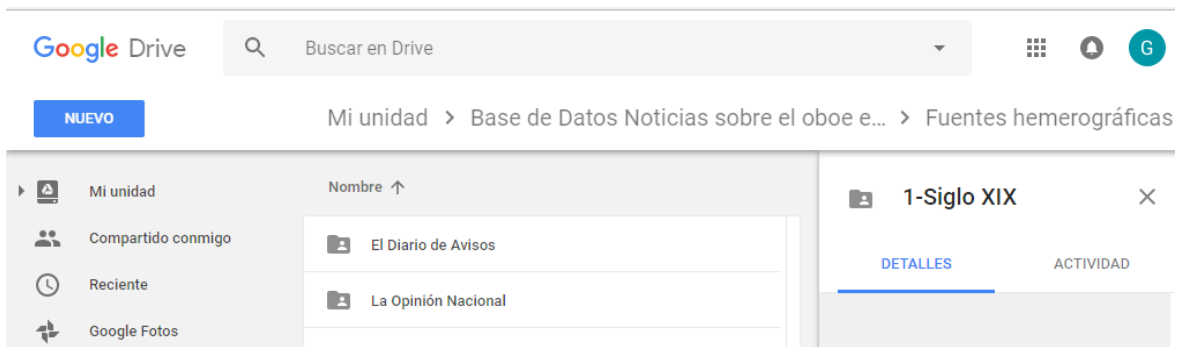 Google Drive
Buscar en Drive
G
NUEVO
Mi unidad > Base de Datos Noticias sobre el oboe e... > Fuentes hemerográficas
Mi unidad
Compartido conmigo
Reciente
Google Fotos
Nombre ↑
El Diario de Avisos
La Opinión Nacional
1-Siglo XIX
DETALLES
ACTIVIDAD